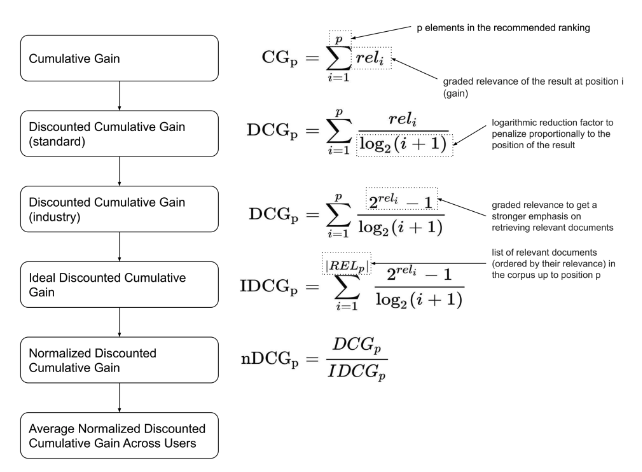 p elements in the recommended ranking
Cumulative Gain
CG_p = \sum_{i=1}^{p} rel_i
graded relevance of the result at position i
(gain)
Discounted Cumulative Gain
(standard)
DCG_p = \sum_{i=1}^{p} \frac{rel_i}{\log_2(i+1)}
logarithmic reduction factor to
penalize proportionally to the
position of the result
Discounted Cumulative Gain
(industry)
DCG_p = \sum_{i=1}^{p} \frac{2^{rel_i} - 1}{\log_2(i+1)}
graded relevance to get a
stronger emphasis on
retrieving relevant documents
Ideal Discounted Cumulative
Gain
IDCG_p = \sum_{i=1}^{|REL_p|} \frac{2^{rel_i} - 1}{\log_2(i+1)}
list of relevant documents
(ordered by their relevance) in
the corpus up to position p
Normalized Discounted
Cumulative Gain
nDCG_p = \frac{DCG_p}{IDCG_p}
Average Normalized Discounted
Cumulative Gain Across Users